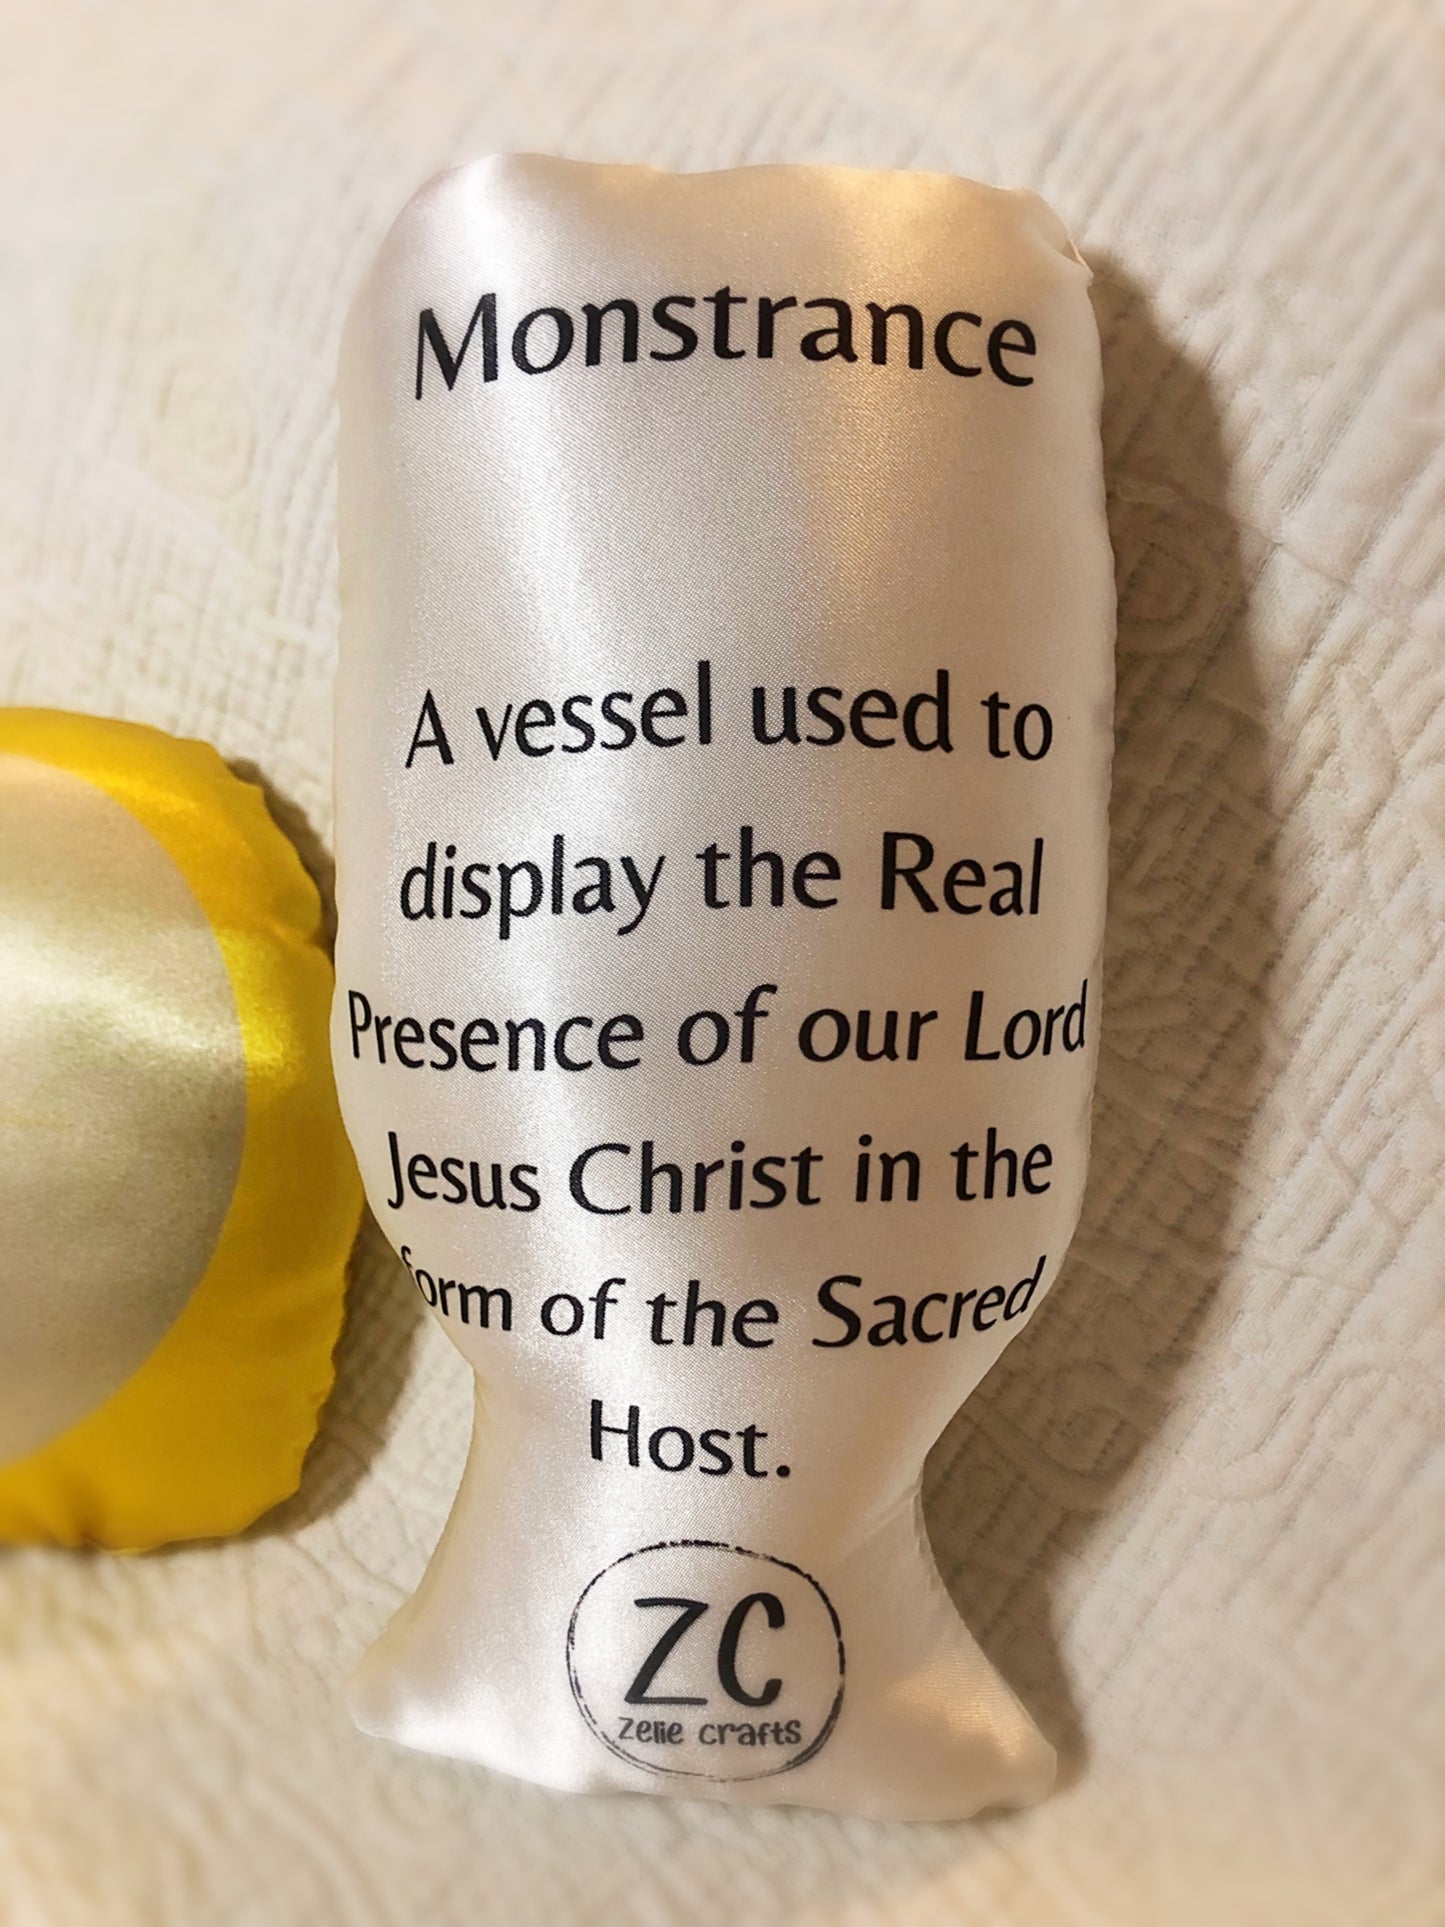 Monstrance
A vessel used to
display the Real
Presence of our Lord
Jesus Christ in the
form of the Sacred
Host.
ZC
zelie crafts